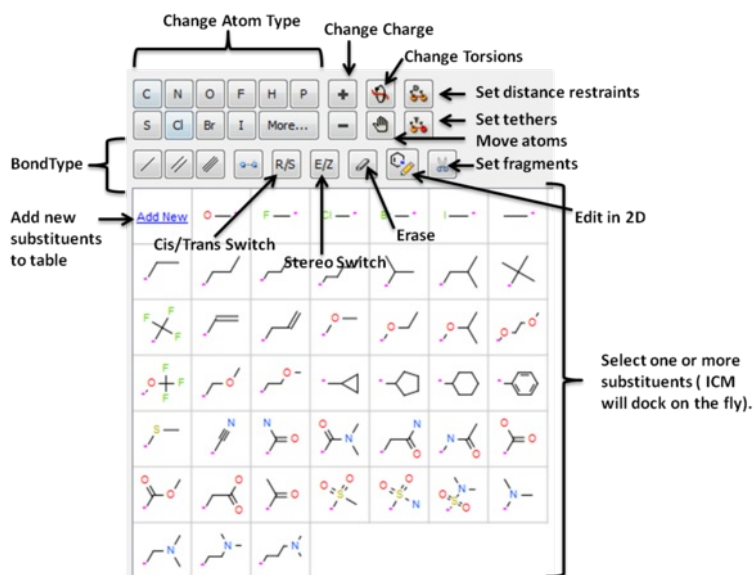 Change Atom Type
Change Charge
Change Torsions
C N O F H P + Set distance restraints
S Cl Br I More... − Set tethers
Move atoms
BondType
R/S E/Z
Set fragments
Add new
substituents
to table
Add New
O F Cl B I
Edit in 2D
Erase
Cis/Trans Switch
Stereo Switch
F F F O O O O O
O F F F O O
Select one or more
substituents ( ICM
will dock on the fly).
S N N O O N N O N O O O
O O O O O O S O O S O N N S O O N
N N N